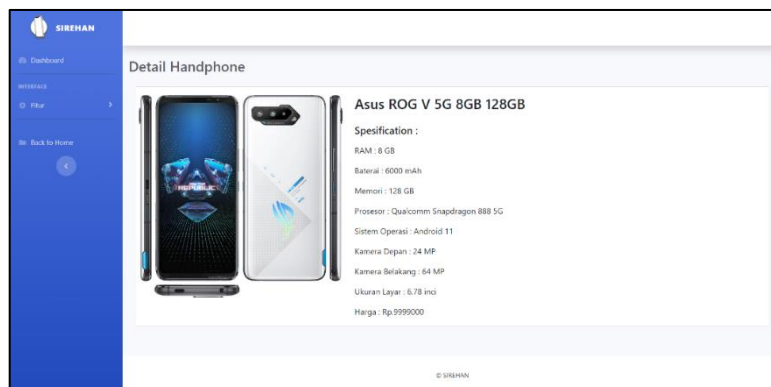 SIREHAN
Dashboard
INTERFACE
Fitur
Back to Home
Detail Handphone
Asus ROG V 5G 8GB 128GB
Spesification :
RAM : 8 GB
Baterai : 6000 mAh
Memori : 128 GB
Prosesor : Qualcomm Snapdragon 888 5G
Sistem Operasi : Android 11
Kamera Depan : 24 MP
Kamera Belakang : 64 MP
Ukuran Layar : 6.78 inci
Harga : Rp.9999000
© SIREHAN